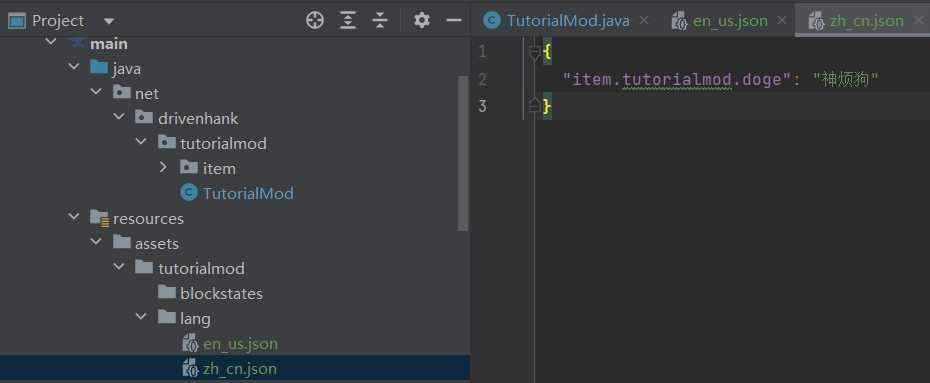 Project
TutorialMod.java
en_us.json
zh_cn.json
main
java
net
drivenhank
tutorialmod
item
TutorialMod
resources
assets
tutorialmod
blockstates
lang
en_us.json
zh_cn.json
1 {
2 "item.tutorialmod.doge": "神烦狗"
3 }